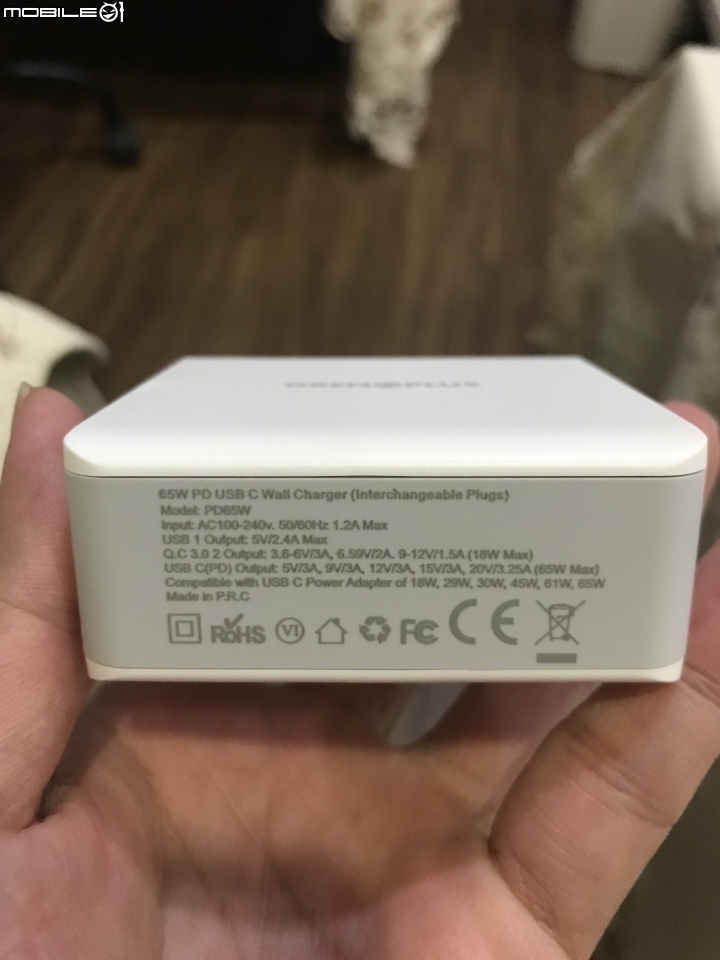 MOBILE01
65W PD USB C Wall Charger (Interchangeable Plugs)
Model: PD65W
Input: AC100-240v. 50/60Hz 1.2A Max
USB 1 Output: 5V/2.4A Max
Q.C 3.0 2 Output: 3.6-6V/3A, 6.59V/2A. 9-12V/1.5A (18W Max)
USB C(PD) Output: 5V/3A, 9V/3A, 12V/3A, 15V/3A, 20V/3.25A (65W Max)
Compatible with USB C Power Adapter of 18W, 29W, 30W, 45W, 61W, 65W
Made in P.R.C
RoHS VI FC CE